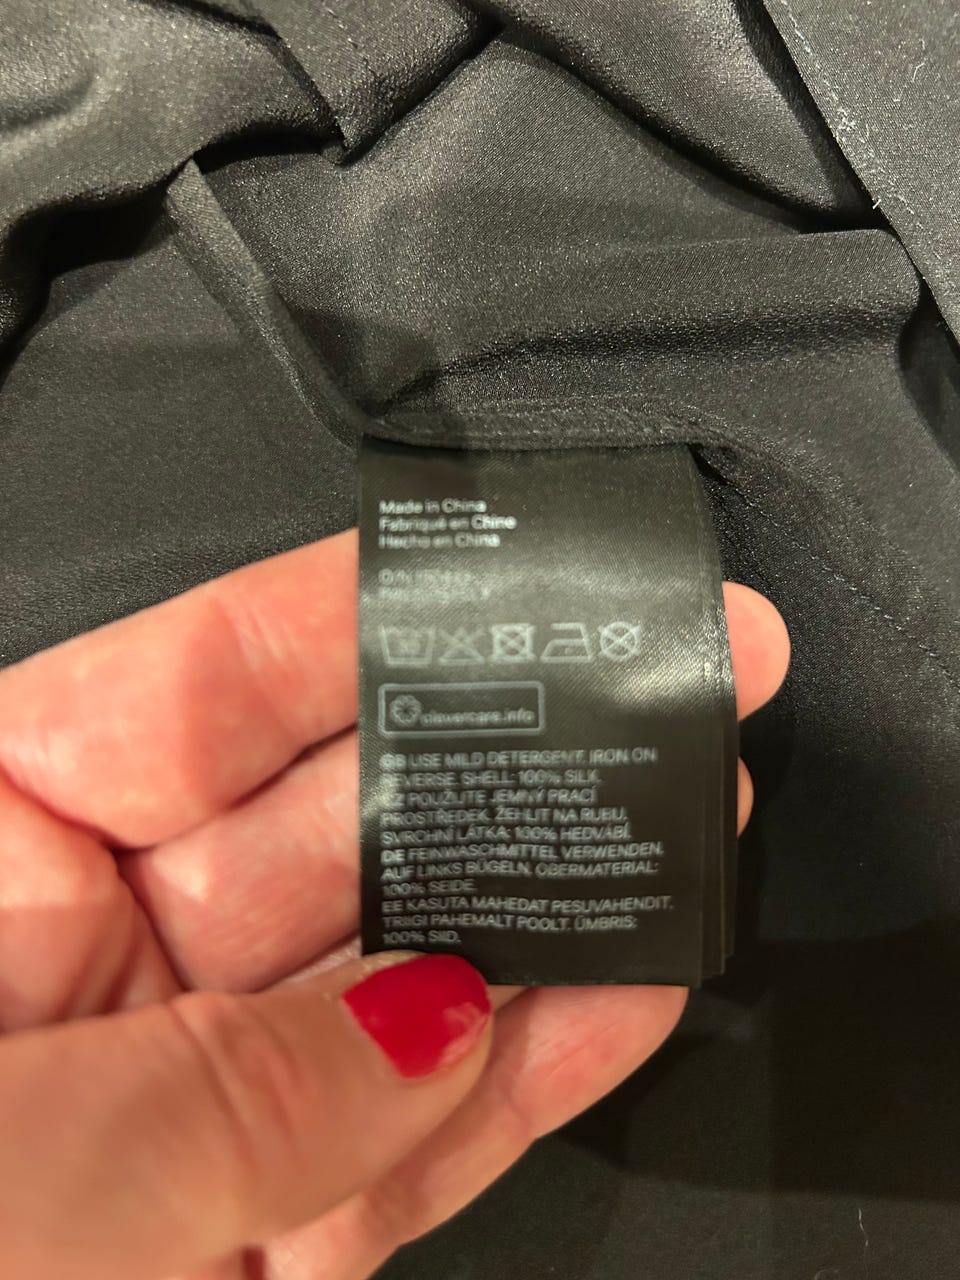 Made in China
Fabriqué en Chine
Hecho en China
30
clevercare.info
GB USE MILD DETERGENT. IRON ON
REVERSE. SHELL: 100% SILK.
CZ POUŽIJTE JEMNÝ PRACÍ
PROSTŘEDEK. ŽEHLIT NA RUBU.
SVRCHNÍ LÁTKA: 100% HEDVÁBÍ.
DE FEINWASCHMITTEL VERWENDEN.
AUF LINKS BÜGELN. OBERMATERIAL:
100% SEIDE.
EE KASUTA MAHEDAT PESUVAHENDIT.
TRIIGI PAHEMALT POOLT. ÜMBRIS:
100% SIID.